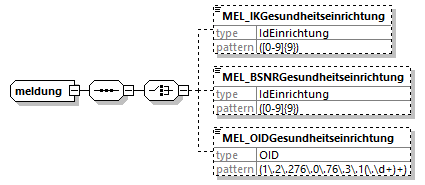 MEL_IKGesundheitseinrichtung
type IdEinrichtung
pattern ([0-9]{9})
MEL_BSNRGesundheitseinrichtung
type IdEinrichtung
pattern ([0-9]{9})
meldung
MEL_OIDGesundheitseinrichtung
type OID
pattern (1\.2\.276\.0\.76\.3\.1(\.\d+)+)